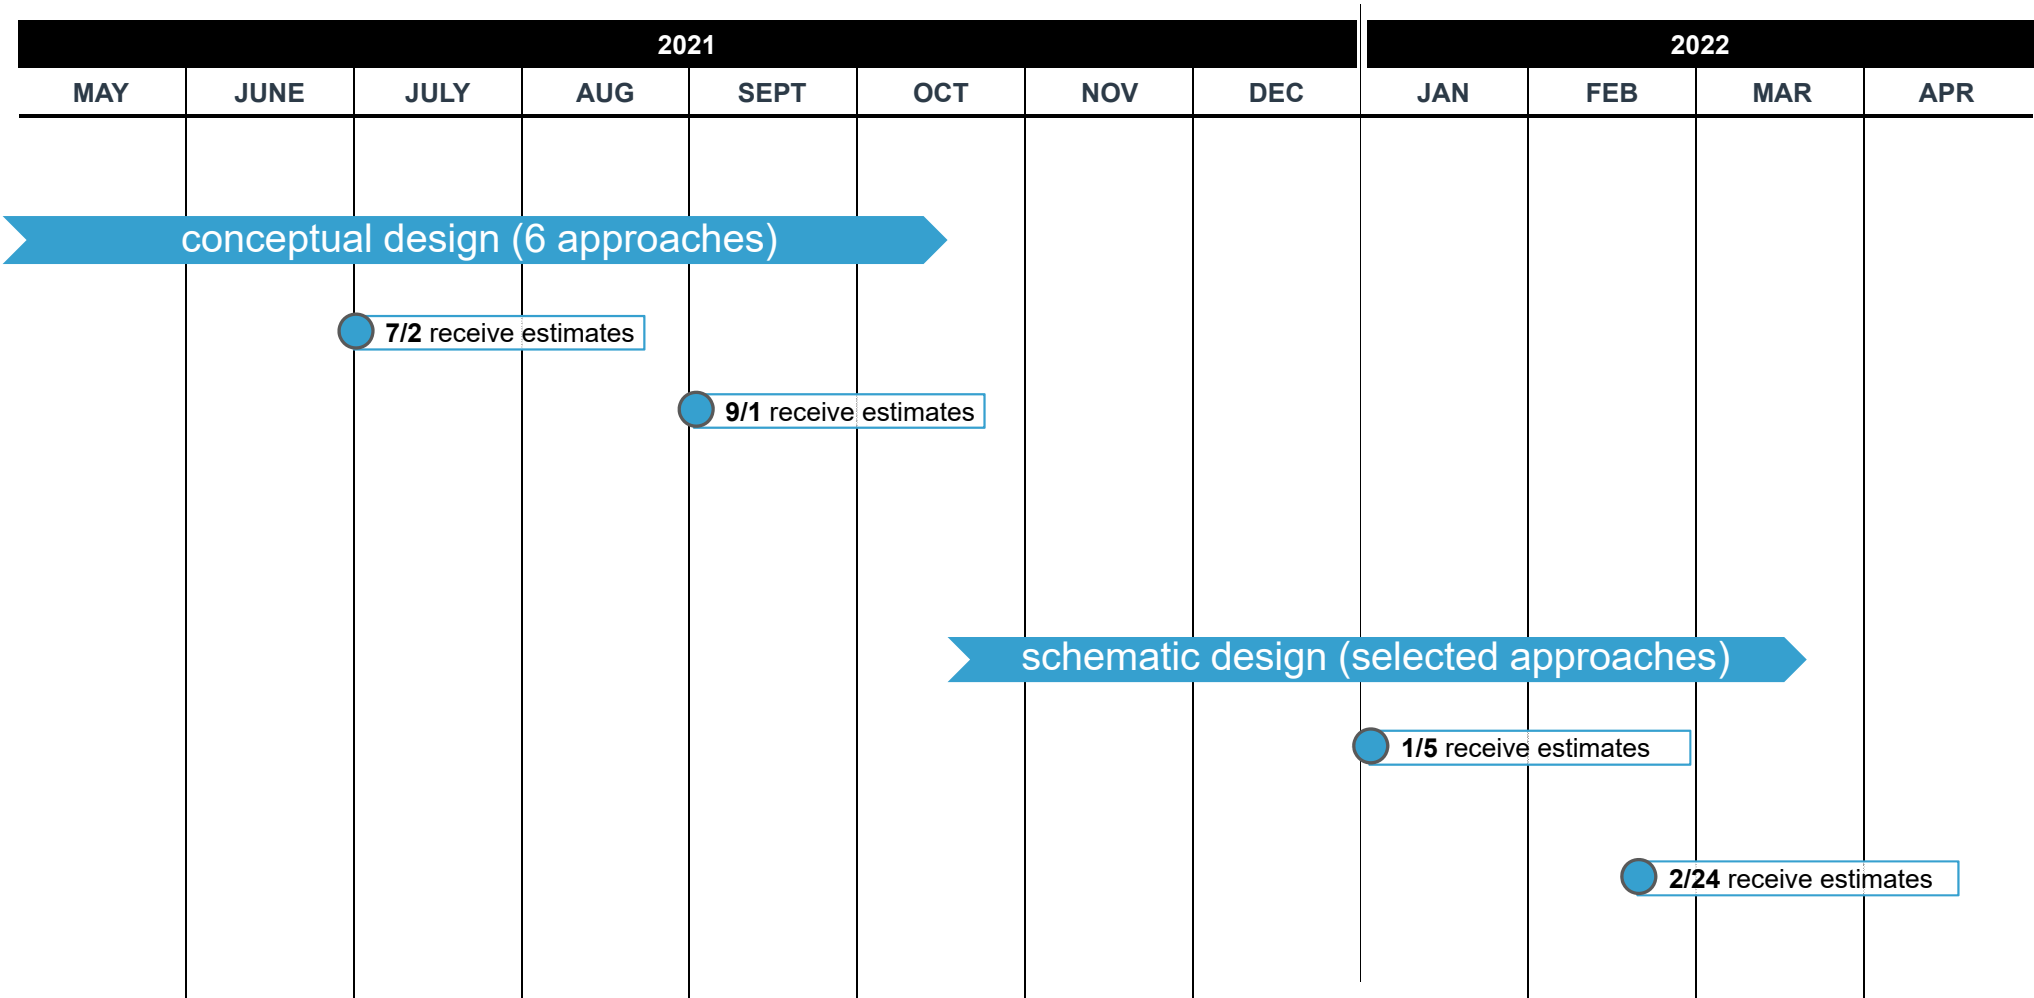 2021 2022
MAY JUNE JULY AUG SEPT OCT NOV DEC JAN FEB MAR APR
conceptual design (6 approaches)
7/2 receive estimates
9/1 receive estimates
schematic design (selected approaches)
1/5 receive estimates
2/24 receive estimates